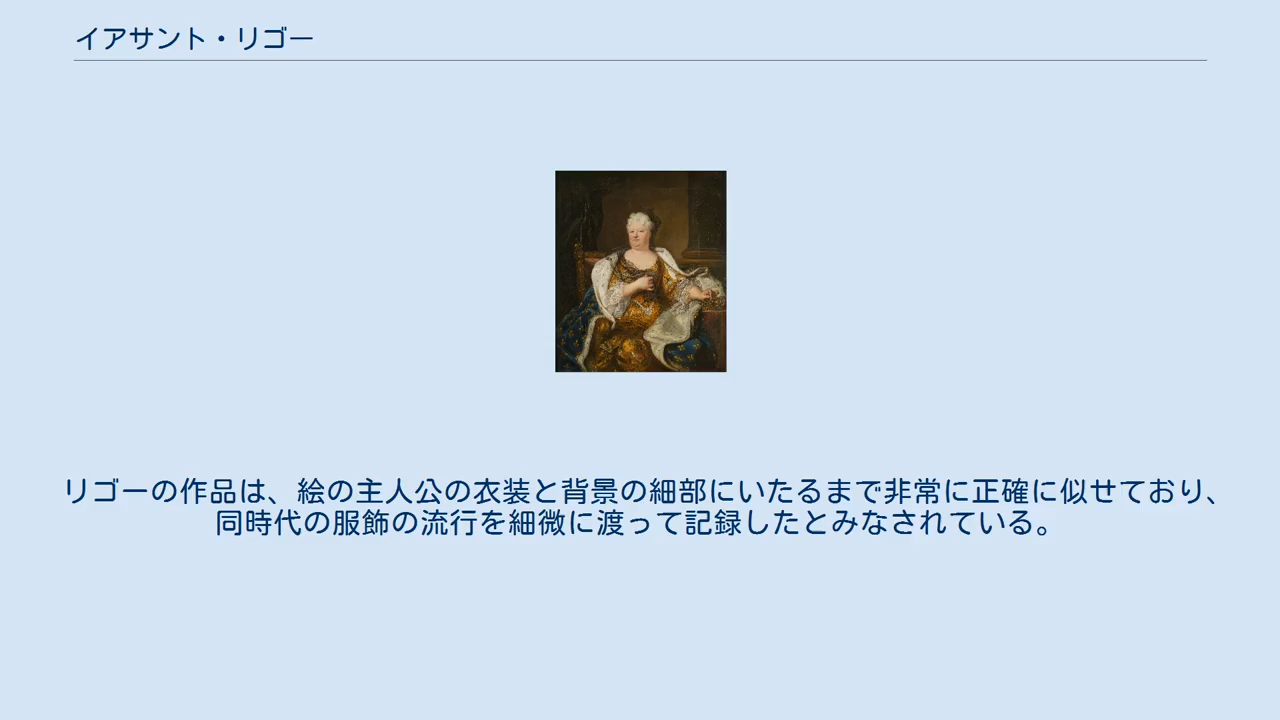 イアサント・リゴー
リゴーの作品は、絵の主人公の衣装と背景の細部にいたるまで非常に正確に似せており、
同時代の服飾の流行を細微に渡って記録したとみなされている。